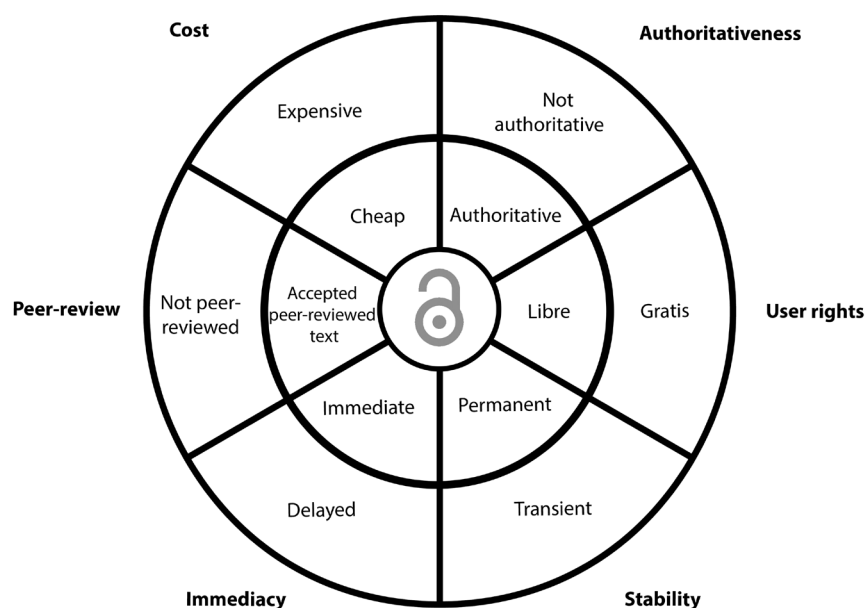 Cost
Authoritativeness
Expensive
Not
authoritative
Cheap
Authoritative
Peer-review
Not peer-
reviewed
Accepted
peer-reviewed
text
Libre
Gratis
User rights
Immediate
Permanent
Delayed
Transient
Immediacy
Stability